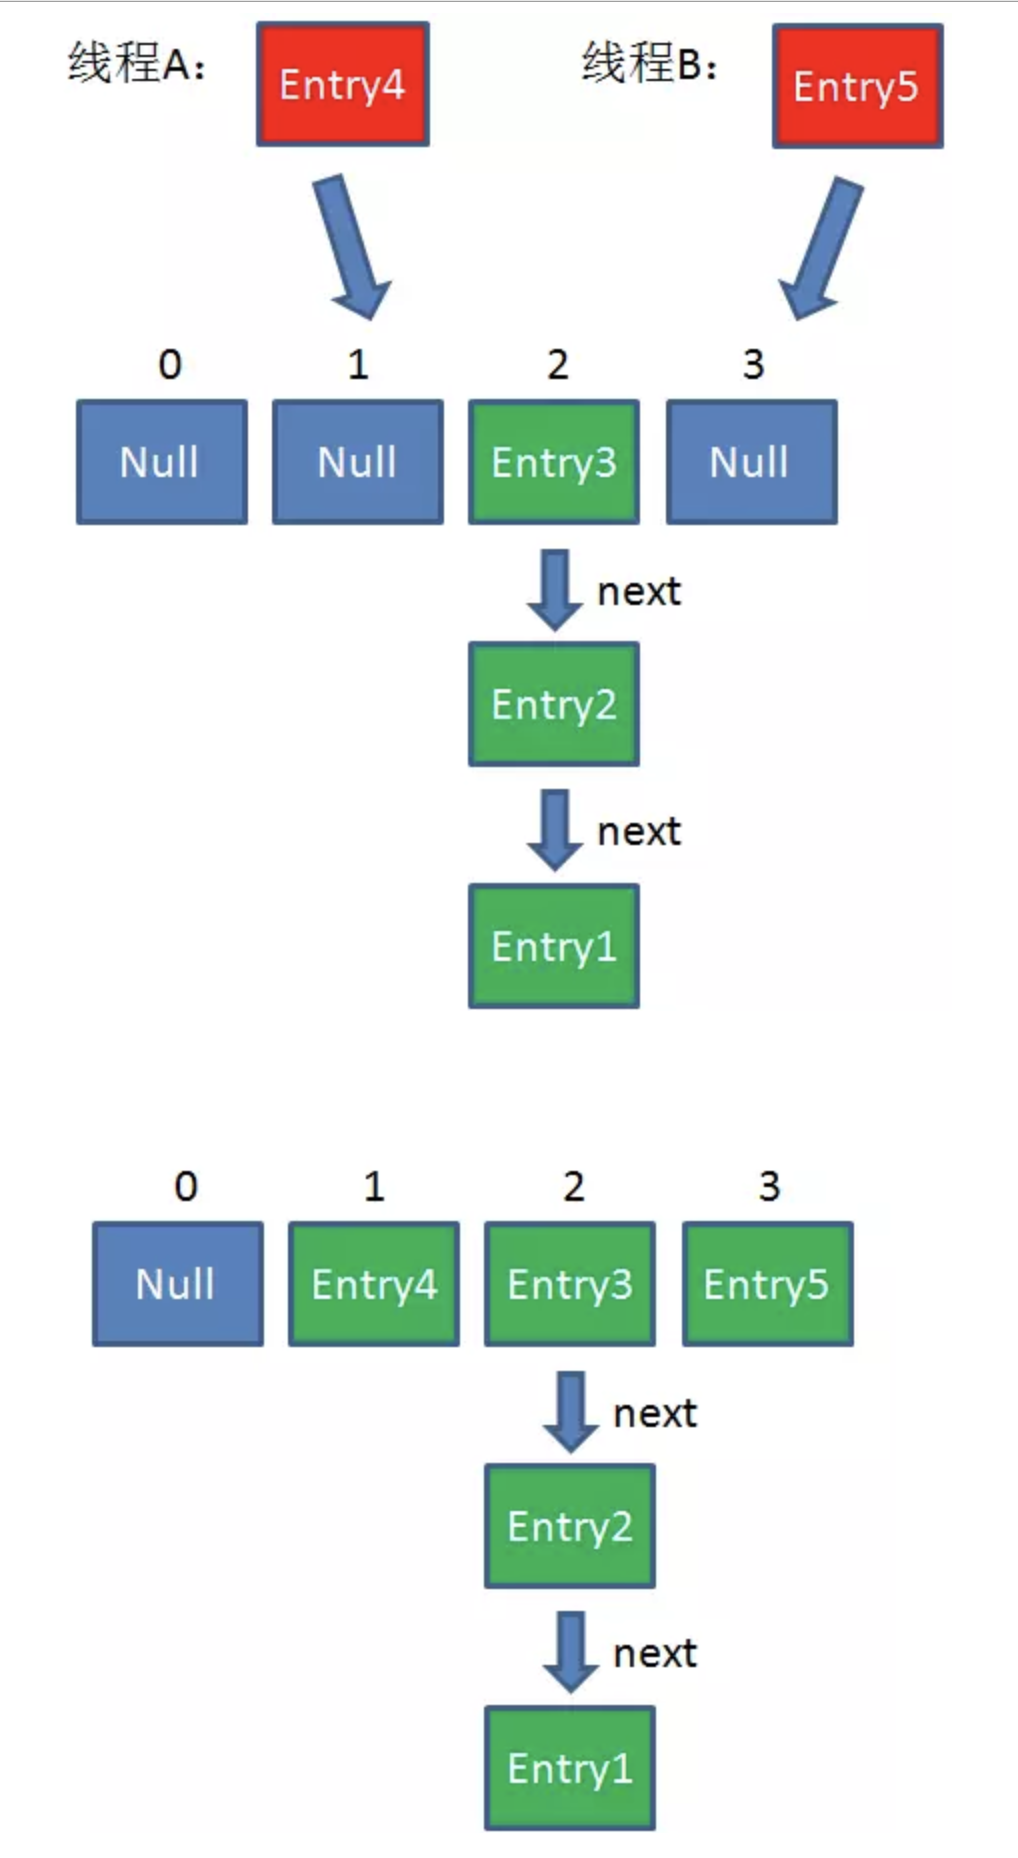 线程A: Entry4 线程B: Entry5
0 1 2 3
Null Null Entry3 Null
next
Entry2
next
Entry1
0 1 2 3
Null Entry4 Entry3 Entry5
next
Entry2
next
Entry1